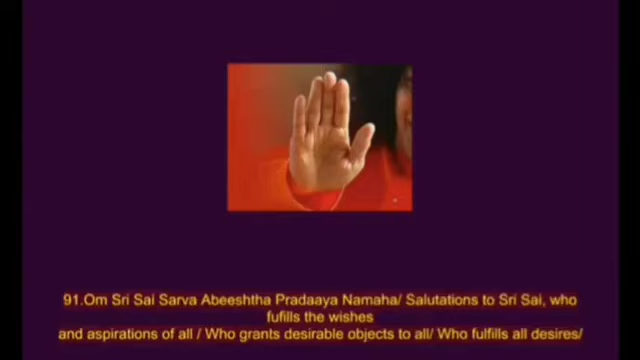 91.Om Sri Sai Sarva Abeeshtha Pradaaya Namaha/ Salutations to Sri Sai, who
fufills the wishes
and aspirations of all / Who grants desirable objects to all/ Who fulfills all desires/